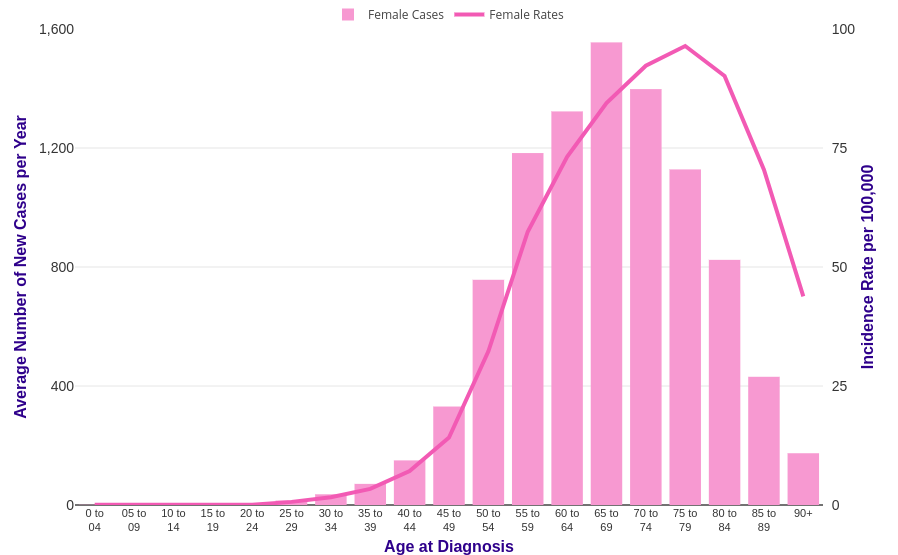 Female Cases Female Rates
1,600
1,200
800
400
0
100
75
50
25
0
Average Number of New Cases per Year
Incidence Rate per 100,000
0 to 04
05 to 09
10 to 14
15 to 19
20 to 24
25 to 29
30 to 34
35 to 39
40 to 44
45 to 49
50 to 54
55 to 59
60 to 64
65 to 69
70 to 74
75 to 79
80 to 84
85 to 89
90+
Age at Diagnosis